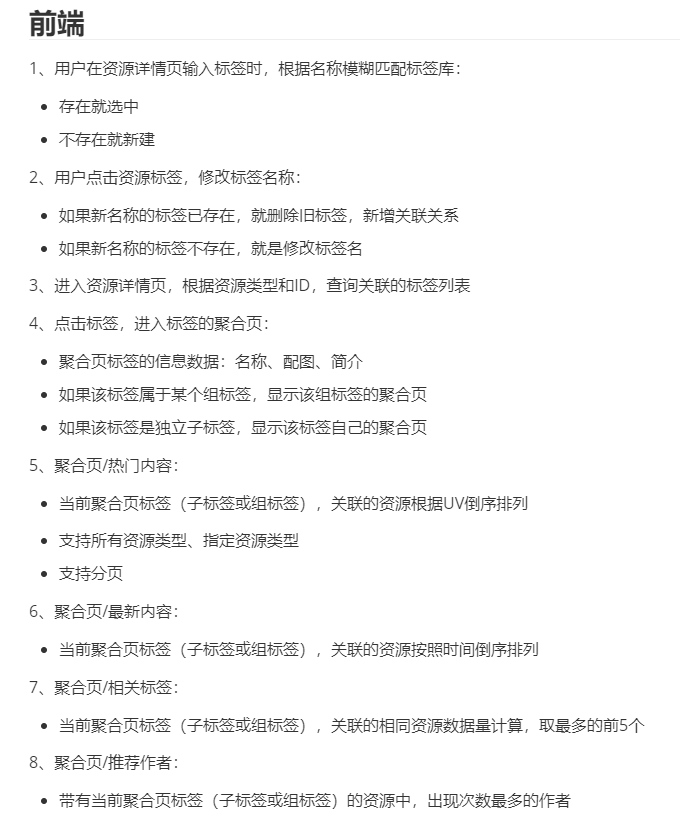 前端
1、用户在资源详情页输入标签时，根据名称模糊匹配标签库：
• 存在就选中
• 不存在就新建
2、用户点击资源标签，修改标签名称：
• 如果新名称的标签已存在，就删除旧标签，新增关联关系
• 如果新名称的标签不存在，就是修改标签名
3、进入资源详情页，根据资源类型和ID，查询关联的标签列表
4、点击标签，进入标签的聚合页：
• 聚合页标签的信息数据：名称、配图、简介
• 如果该标签属于某个组标签，显示该组标签的聚合页
• 如果该标签是独立子标签，显示该标签自己的聚合页
5、聚合页/热门内容：
• 当前聚合页标签（子标签或组标签），关联的资源根据UV倒序排列
• 支持所有资源类型、指定资源类型
• 支持分页
6、聚合页/最新内容：
• 当前聚合页标签（子标签或组标签），关联的资源按照时间倒序排列
7、聚合页/相关标签：
• 当前聚合页标签（子标签或组标签），关联的相同资源数据量计算，取最多的前5个
8、聚合页/推荐作者：
• 带有当前聚合页标签（子标签或组标签）的资源中，出现次数最多的作者